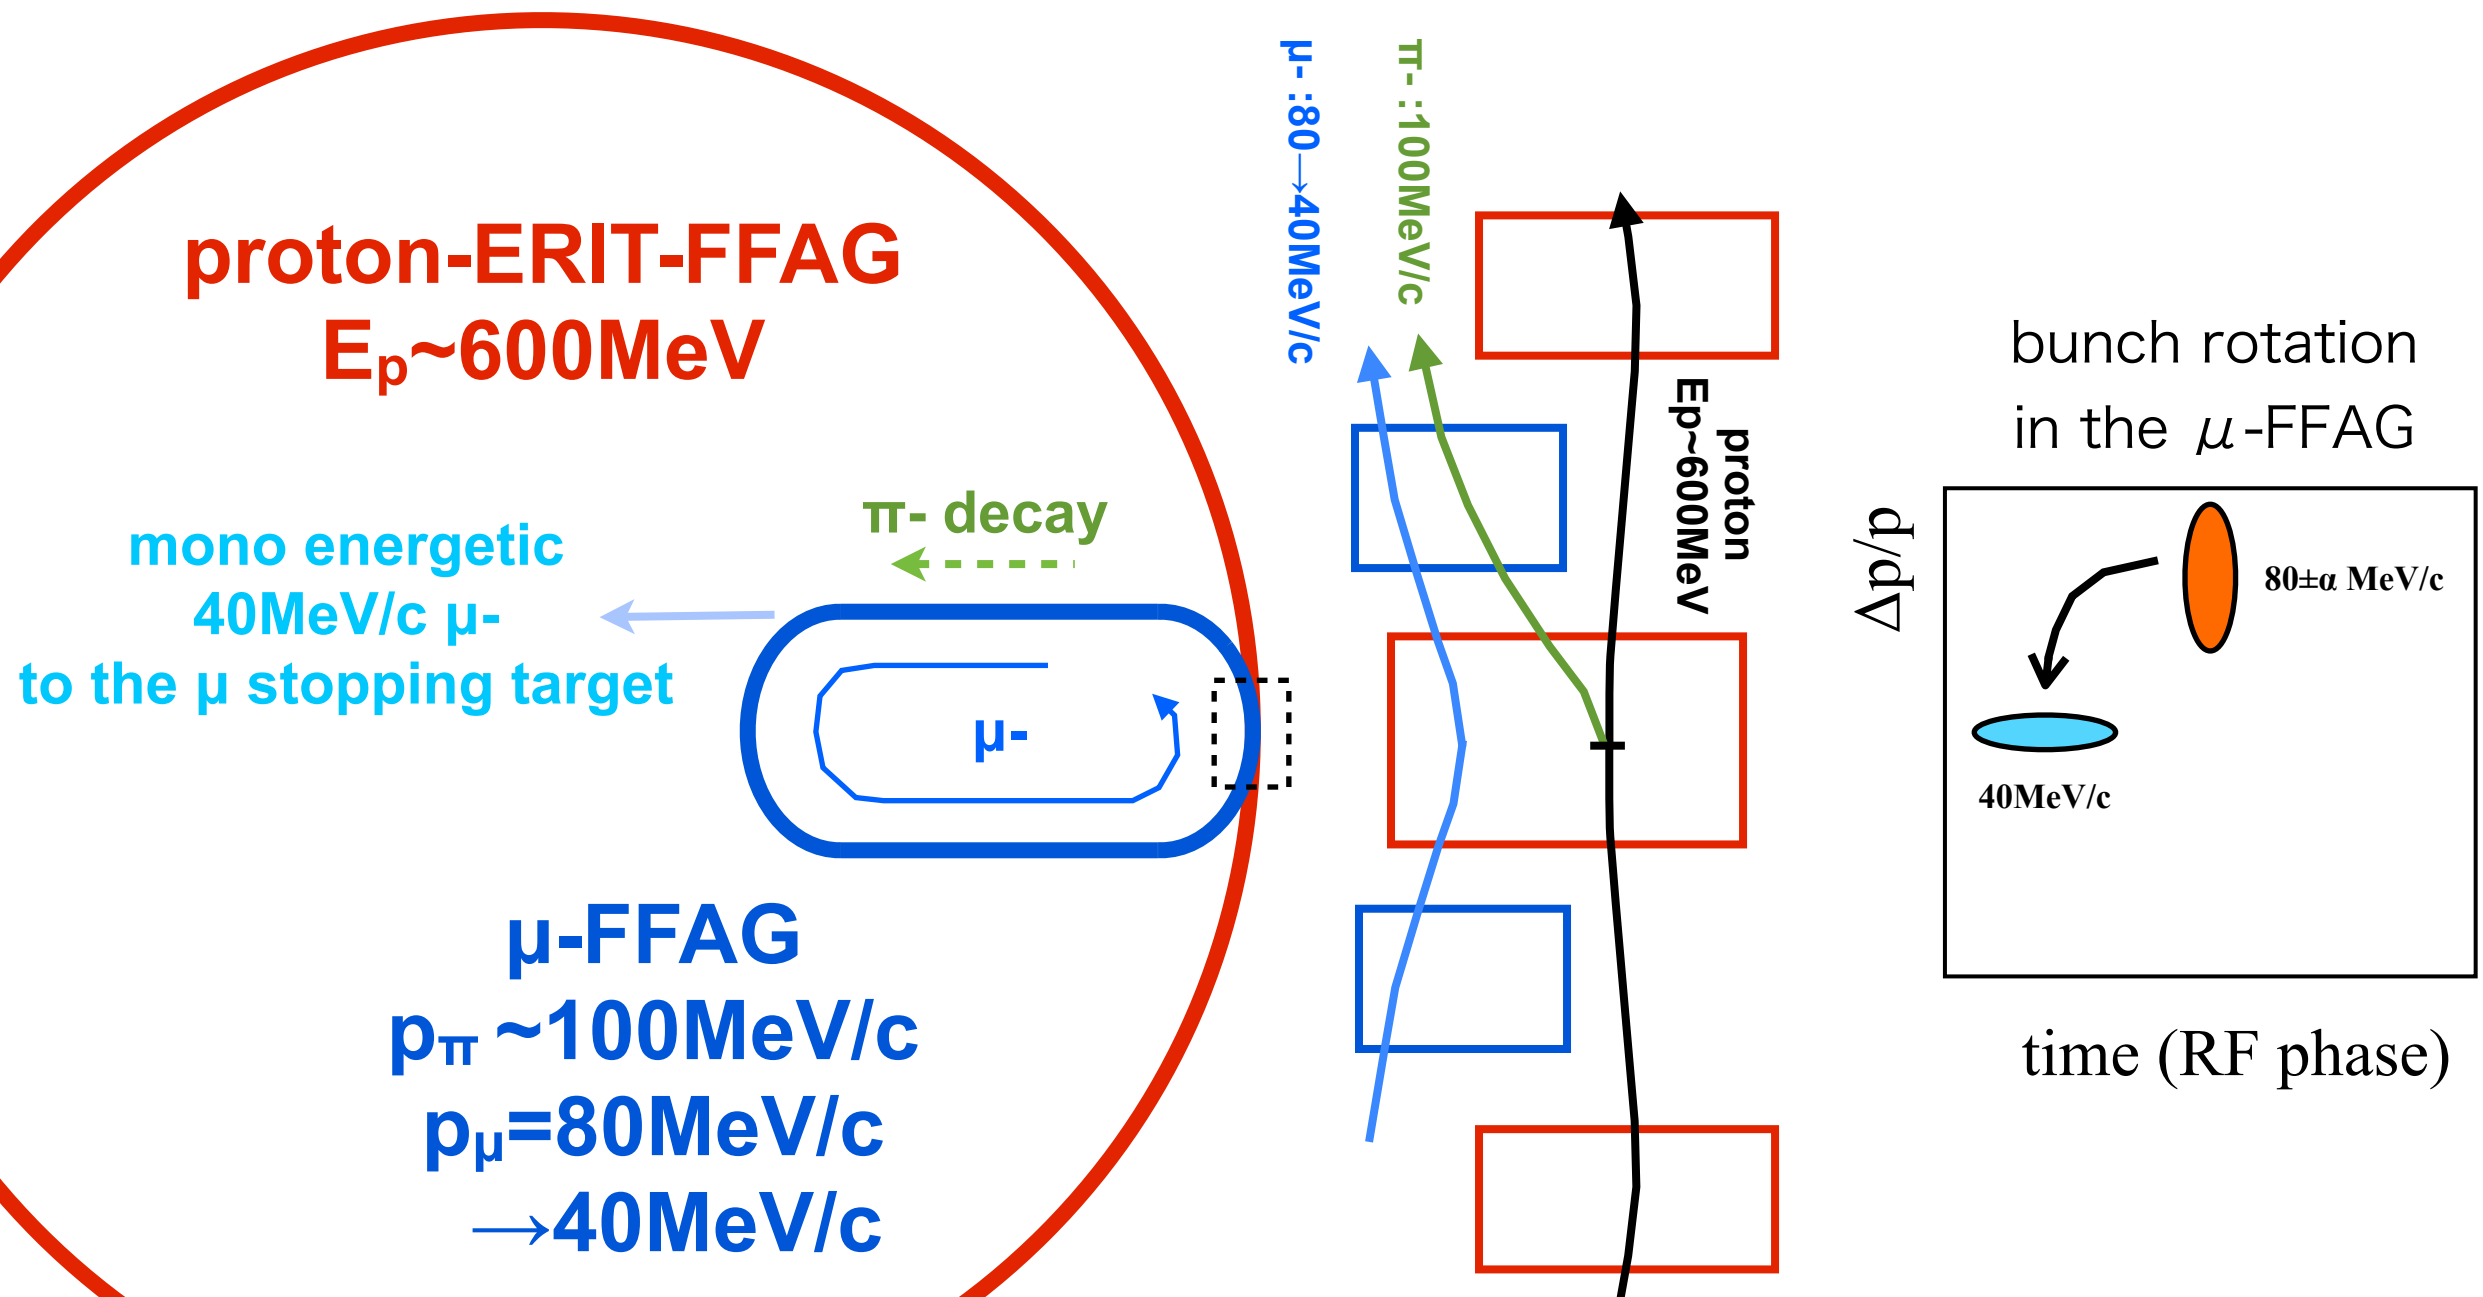 proton-ERIT-FFAG
Ep~600MeV
mono energetic
40MeV/c μ-
to the μ stopping target
π- decay
μ-
μ-FFAG
pπ ~100MeV/c
pμ=80MeV/c
→40MeV/c
μ- :80→40MeV/c
π- :100MeV/c
proton
Ep~600MeV
bunch rotation
in the μ-FFAG
Δp/p
80±α MeV/c
40MeV/c
time (RF phase)